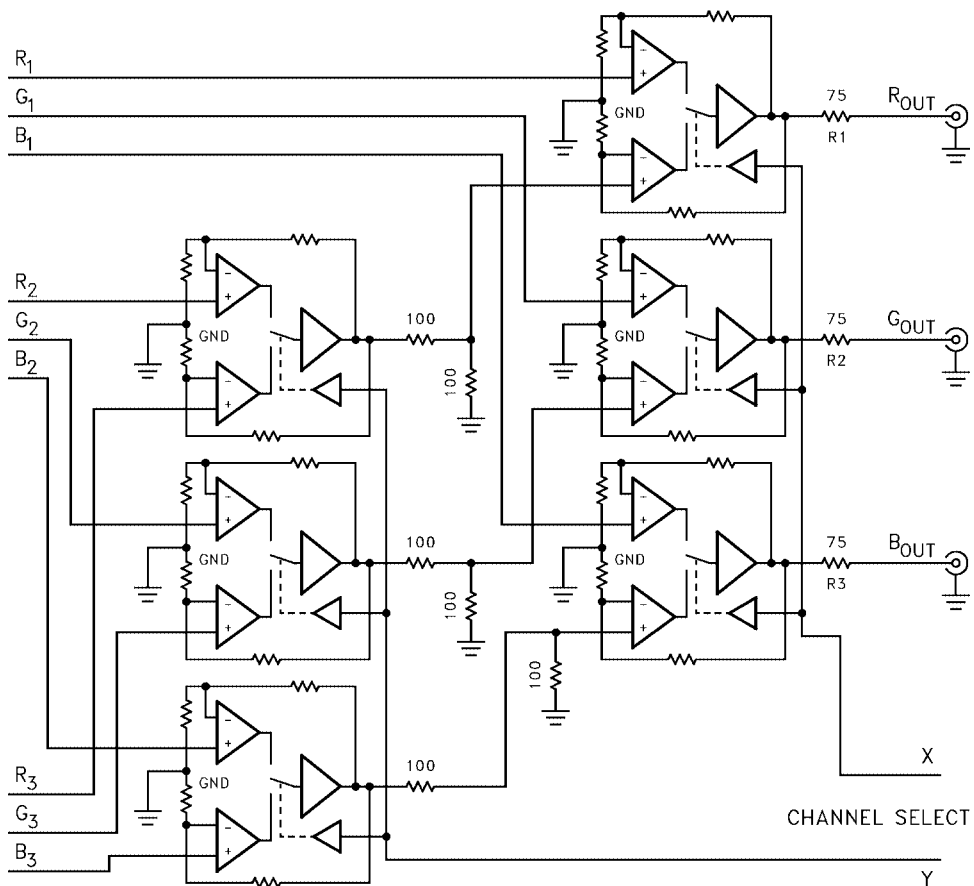 R1
G1
B1
GND
75
R1
ROUT
R2
G2
B2
GND
100
100
GND
75
R2
GOUT
GND
100
100
GND
75
R3
BOUT
100
R3
G3
B3
GND
100
X
CHANNEL SELECT
Y